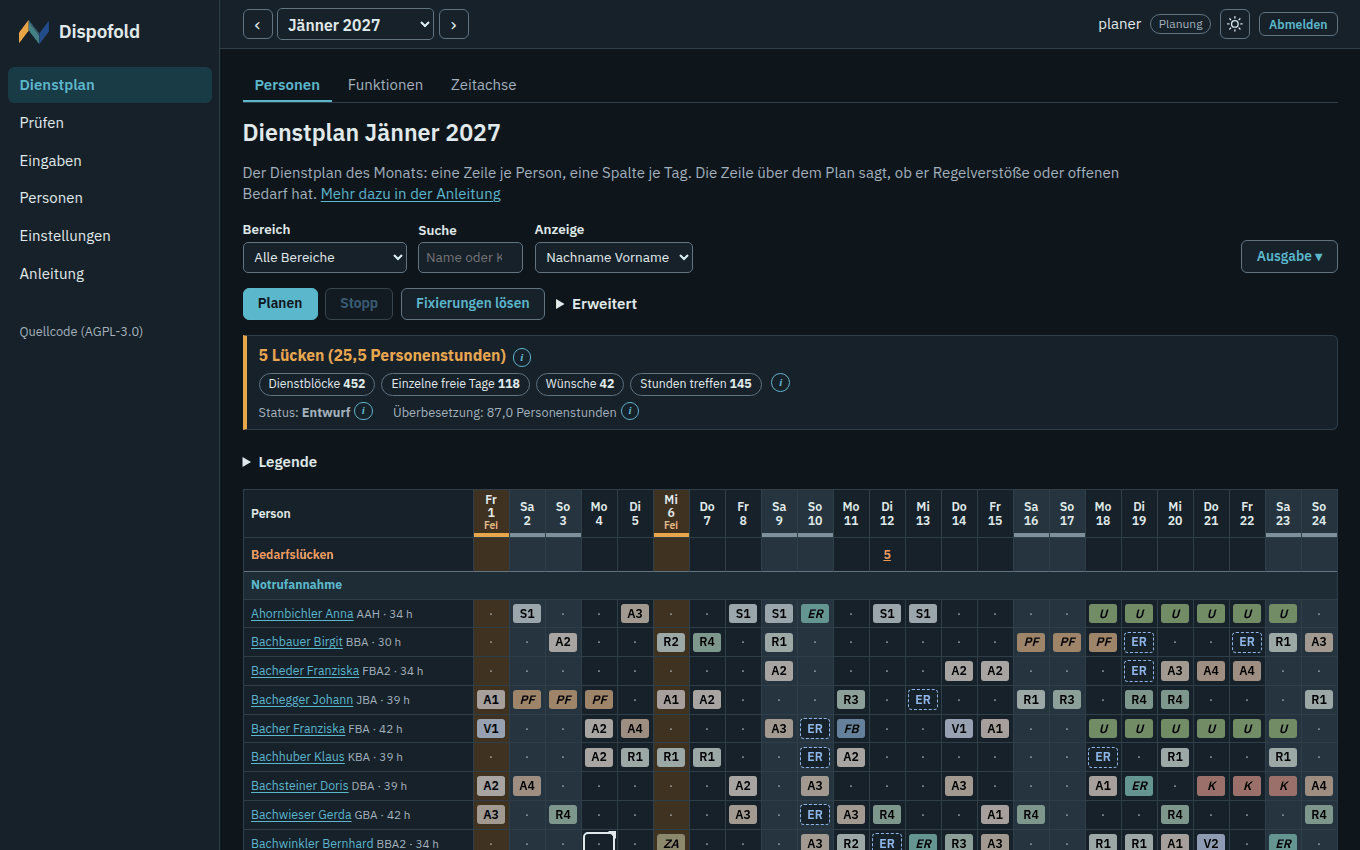 Dispofold
Dienstplan
Prüfen
Eingaben
Personen
Einstellungen
Anleitung
Quellcode (AGPL-3.0)
‹ Jänner 2027 ›
planer Planung Abmelden
Personen Funktionen Zeitachse
Dienstplan Jänner 2027
Der Dienstplan des Monats: eine Zeile je Person, eine Spalte je Tag. Die Zeile über dem Plan sagt, ob er Regelverstöße oder offenen
Bedarf hat. Mehr dazu in der Anleitung
Bereich Suche Anzeige
Alle Bereiche Name oder K Nachname Vorname Ausgabe ▾
Planen Stopp Fixierungen lösen ▶ Erweitert
5 Lücken (25,5 Personenstunden) i
Dienstblöcke 452 Einzelne freie Tage 118 Wünsche 42 Stunden treffen 145 i
Status: Entwurf i Überbesetzung: 87,0 Personenstunden i
▶ Legende
Person Fr 1 Fei Sa 2 So 3 Mo 4 Di 5 Mi 6 Fei Do 7 Fr 8 Sa 9 So 10 Mo 11 Di 12 Mi 13 Do 14 Fr 15 Sa 16 So 17 Mo 18 Di 19 Mi 20 Do 21 Fr 22 Sa 23 So 24
Bedarfslücken 5
Notrufannahme
Ahornbichler Anna AAH · 34 h · S1 · · A3 · · S1 S1 ER · S1 S1 · · · · U U U U U U ·
Bachbauer Birgit BBA · 30 h · · A2 · · R2 R4 · R1 · · · · · · PF PF PF ER · · ER R1 A3
Bacheder Franziska FBA2 · 34 h · · · · · · · · A2 · · · · A2 A2 · · · ER A3 A4 A4 · ·
Bachegger Johann JBA · 39 h A1 PF PF PF · A1 A2 · · · R3 · ER · · R1 R3 · R4 R4 · · · R1
Bacher Franziska FBA · 42 h V1 · · A2 A4 · · · A3 ER FB · · V1 A1 · · U U U U U U ·
Bachhuber Klaus KBA · 39 h · · · A2 R1 R1 R1 · · ER A2 · · · · · · ER · R1 · · R1 ·
Bachsteiner Doris DBA · 39 h A2 A4 · · · · · A2 · A3 · · · A3 · · · A1 ER · K K K A4
Bachwieser Gerda GBA · 42 h A3 · R4 · · · · A3 · ER A3 R4 · · A1 R4 · · · R4 · · · R4
Bachwinkler Bernhard BBA2 · 34 h · · · · · ZA · · · A3 R2 ER ER R3 A3 · · R1 R1 A1 V2 · ER ·